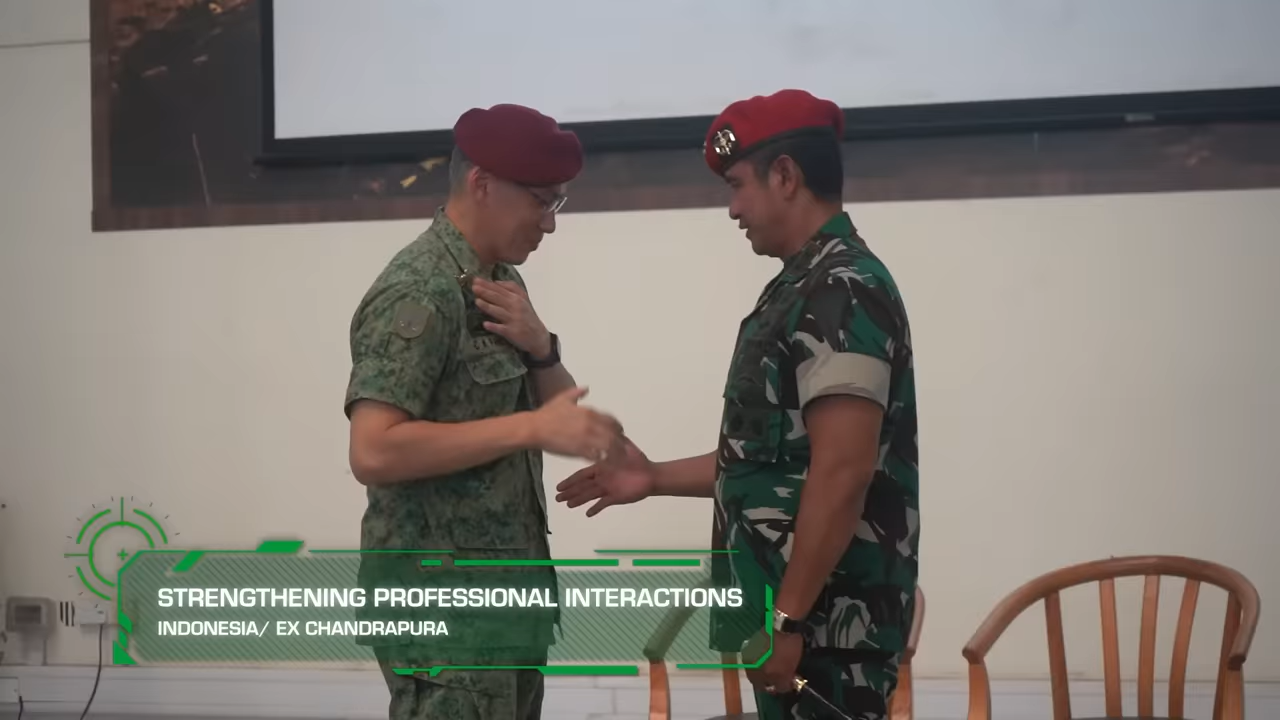 STRENGTHENING PROFESSIONAL INTERACTIONS
INDONESIA/ EX CHANDRAPURA